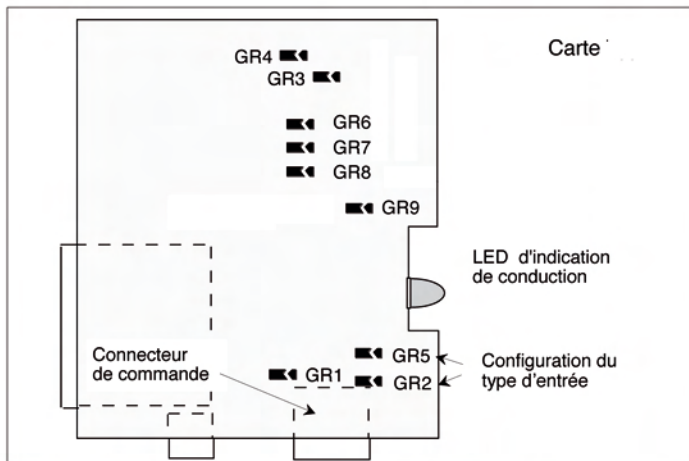 Carte
GR4
GR3
GR6
GR7
GR8
GR9
LED d'indication
de conduction
Connecteur
de commande
GR1
GR5
GR2
Configuration du
type d'entrée